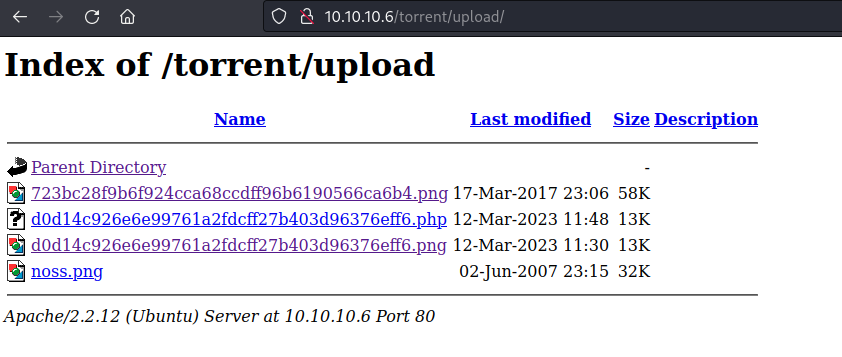 10.10.10.6/torrent/upload/
Index of /torrent/upload
Name Last modified Size Description
Parent Directory -
723bc28f9b6f924cca68ccdff96b6190566ca6b4.png 17-Mar-2017 23:06 58K
d0d14c926e6e99761a2fdcff27b403d96376eff6.php 12-Mar-2023 11:48 13K
d0d14c926e6e99761a2fdcff27b403d96376eff6.png 12-Mar-2023 11:30 13K
noss.png 02-Jun-2007 23:15 32K
Apache/2.2.12 (Ubuntu) Server at 10.10.10.6 Port 80